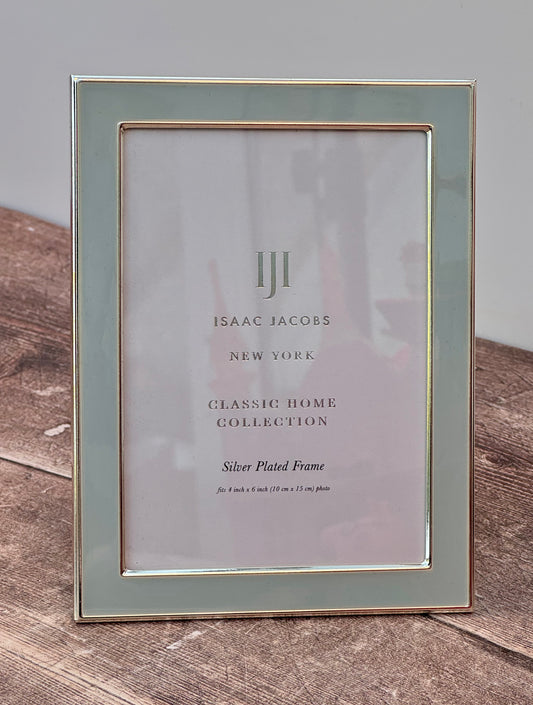 IJI
ISAAC JACOBS
NEW YORK
CLASSIC HOME
COLLECTION
Silver Plated Frame
fits 4 inch x 6 inch (10 cm x 15 cm) photo